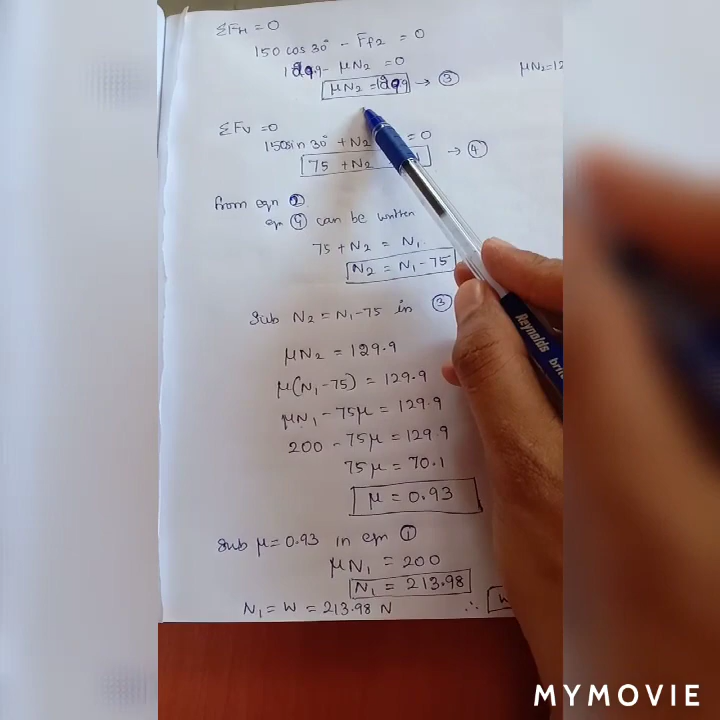 ΣFH = 0
150 cos 30° - Ff2 = 0
129.9 - μN2 = 0
μN2 = 129.9 → ③
μN2 = 12
ΣFv = 0
150sin 30° + N2 = 0
75 + N2 → ④
from eqn ②
eqn ④ can be written
75 + N2 = N1.
N2 = N1 - 75
Sub N2 = N1 - 75 in ③
μN2 = 129.9
μ(N1 - 75) = 129.9
μN1 - 75μ = 129.9
200 - 75μ = 129.9
75μ = 70.1
μ = 0.93
Sub μ = 0.93 in eqn ①
μN1 = 200
N1 = 213.98
N1 = W = 213.98 N ∴ W
Reynolds
MYMOVIE